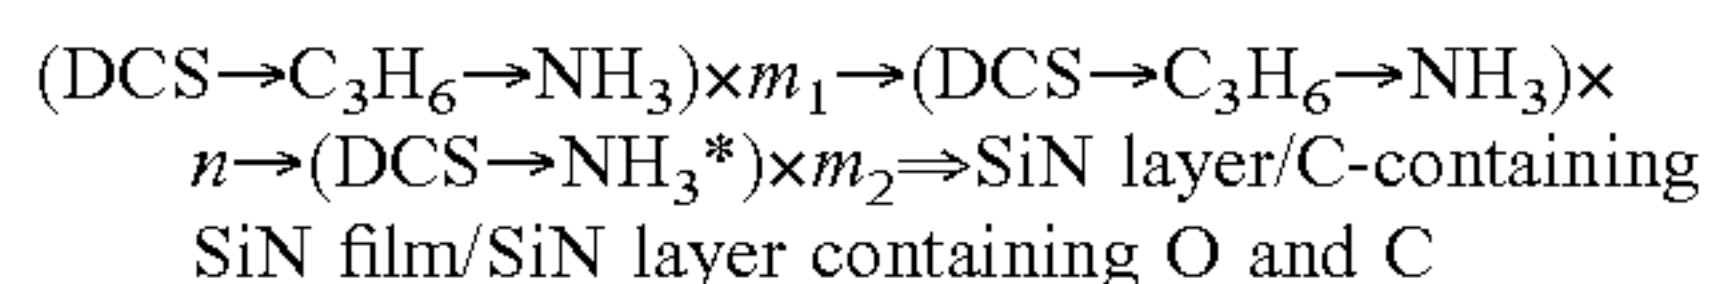 (DCS→C₃H₆→NH₃)×m₁→(DCS→C₃H₆→NH₃)×
n→(DCS→NH₃*)×m₂⇒SiN layer/C-containing
SiN film/SiN layer containing O and C